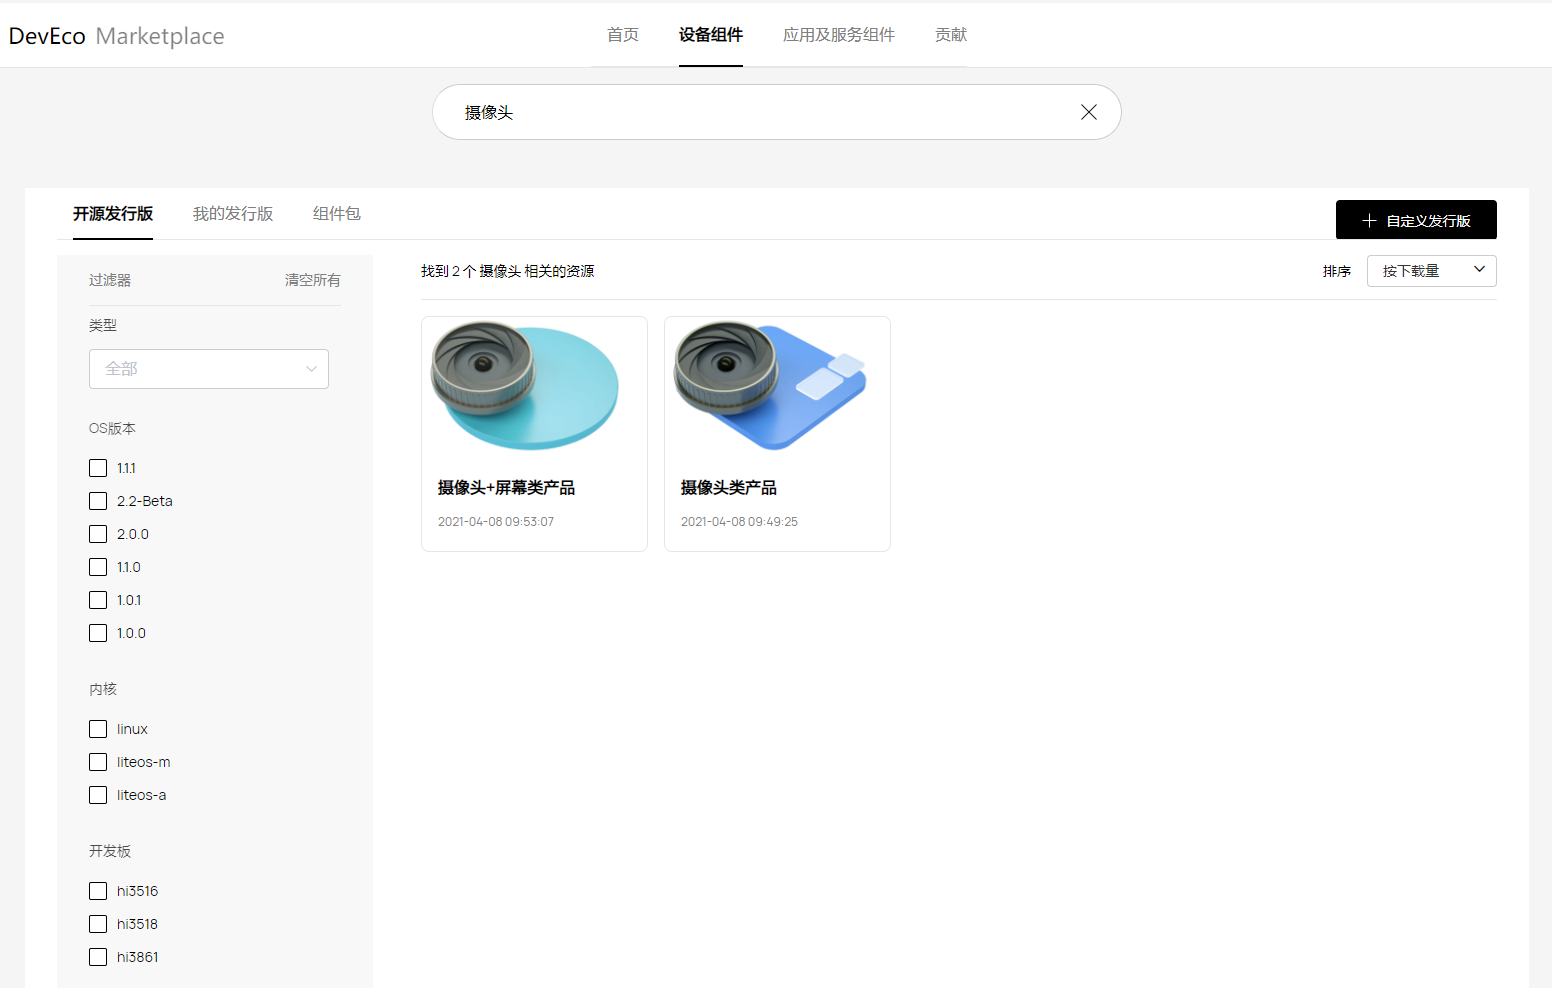 DevEco Marketplace
首页 设备组件 应用及服务组件 贡献
摄像头
开源发行版 我的发行版 组件包
自定义发行版
过滤器 清空所有
找到 2 个 摄像头 相关的资源
排序 按下载量
类型
全部
OS版本
1.1.1
2.2-Beta
2.0.0
1.1.0
1.0.1
1.0.0
内核
linux
liteos-m
liteos-a
开发板
hi3516
hi3518
hi3861
摄像头+屏幕类产品
2021-04-08 09:53:07
摄像头类产品
2021-04-08 09:49:25